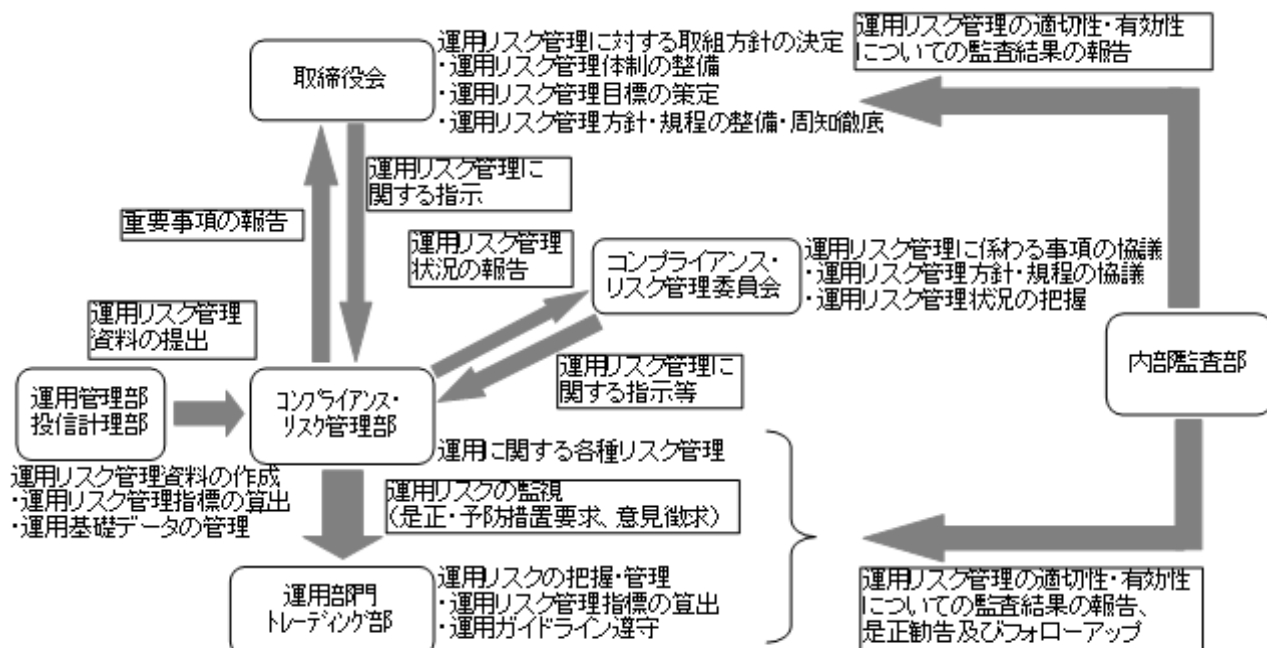 取締役会
運用リスク管理に対する取組方針の決定
・運用リスク管理体制の整備
・運用リスク管理目標の策定
・運用リスク管理方針・規程の整備・周知徹底
運用リスク管理の適切性・有効性
についての監査結果の報告
運用リスク管理に
関する指示
重要事項の報告
運用リスク管理
状況の報告
コンプライアンス・
リスク管理委員会
運用リスク管理に係わる事項の協議
・運用リスク管理方針・規程の協議
・運用リスク管理状況の把握
運用リスク管理
資料の提出
内部監査部
運用リスク管理に
関する指示等
運用管理部
投信計理部
コンプライアンス・
リスク管理部
運用に関する各種リスク管理
運用リスク管理資料の作成
・運用リスク管理指標の算出
・運用基礎データの管理
運用リスクの監視
（是正・予防措置要求、意見徴求）
運用部門
トレーディング部
運用リスクの把握・管理
・運用リスク管理指標の算出
・運用ガイドライン遵守
運用リスク管理の適切性・有効性
についての監査結果の報告、
是正勧告及びフォローアップ